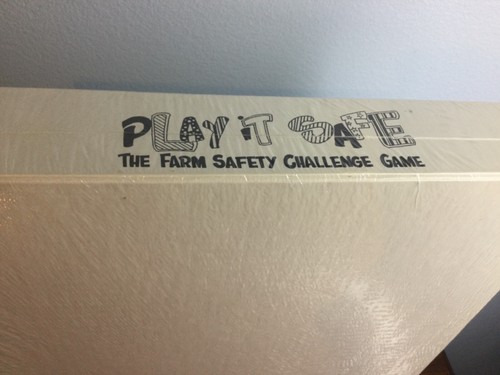 PLAY IT SAFE
THE FARM SAFETY CHALLENGE GAME